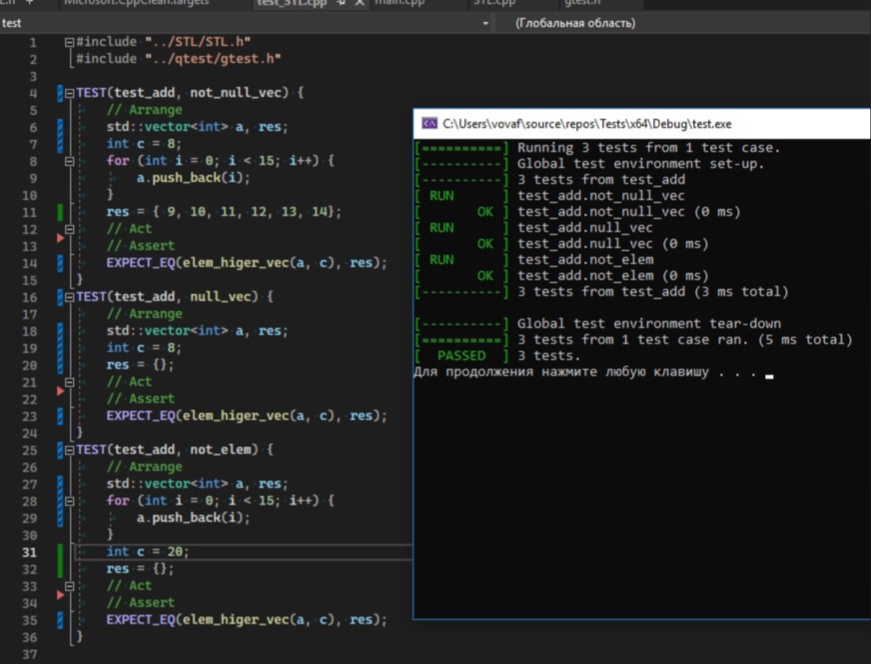 Microsoft.CppClean.targets test_STL.cpp main.cpp STL.cpp gtest.h
test (Глобальная область)
1 #include "../STL/STL.h"
2 #include "../qtest/gtest.h"
3
4 TEST(test_add, not_null_vec) {
5 // Arrange
6 std::vector<int> a, res;
7 int c = 8;
8 for (int i = 0; i < 15; i++) {
9 a.push_back(i);
10 }
11 res = { 9, 10, 11, 12, 13, 14};
12 // Act
13 // Assert
14 EXPECT_EQ(elem_higer_vec(a, c), res);
15 }
16 TEST(test_add, null_vec) {
17 // Arrange
18 std::vector<int> a, res;
19 int c = 8;
20 res = {};
21 // Act
22 // Assert
23 EXPECT_EQ(elem_higer_vec(a, c), res);
24 }
25 TEST(test_add, not_elem) {
26 // Arrange
27 std::vector<int> a, res;
28 for (int i = 0; i < 15; i++) {
29 a.push_back(i);
30 }
31 int c = 20;
32 res = {};
33 // Act
34 // Assert
35 EXPECT_EQ(elem_higer_vec(a, c), res);
36 }
37
C:\Users\vovaf\source\repos\Tests\x64\Debug\test.exe
[==========] Running 3 tests from 1 test case.
[----------] Global test environment set-up.
[----------] 3 tests from test_add
[ RUN      ] test_add.not_null_vec
[       OK ] test_add.not_null_vec (0 ms)
[ RUN      ] test_add.null_vec
[       OK ] test_add.null_vec (0 ms)
[ RUN      ] test_add.not_elem
[       OK ] test_add.not_elem (0 ms)
[----------] 3 tests from test_add (3 ms total)
[----------] Global test environment tear-down
[==========] 3 tests from 1 test case ran. (5 ms total)
[  PASSED  ] 3 tests.
Для продолжения нажмите любую клавишу . . .